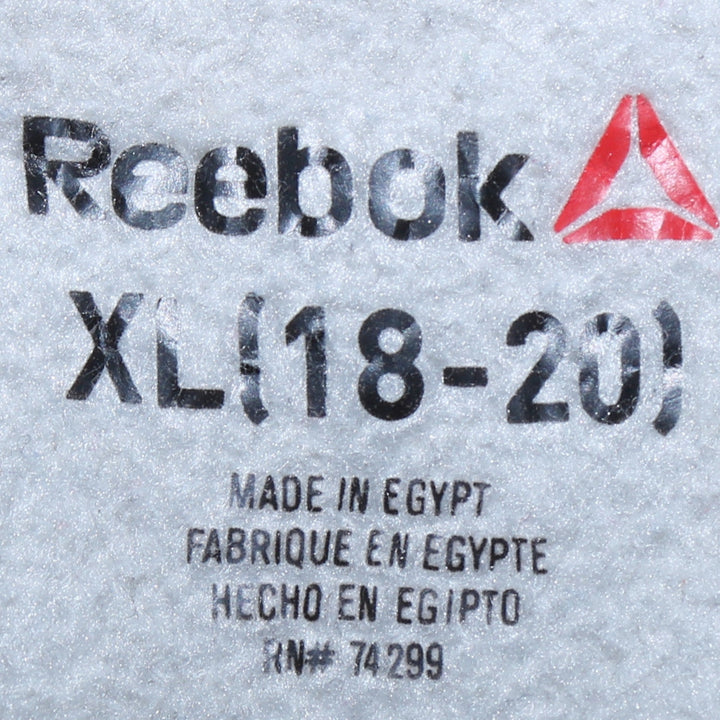 Reebok
XL(18-20)
MADE IN EGYPT
FABRIQUE EN EGYPTE
HECHO EN EGIPTO
RN# 74299